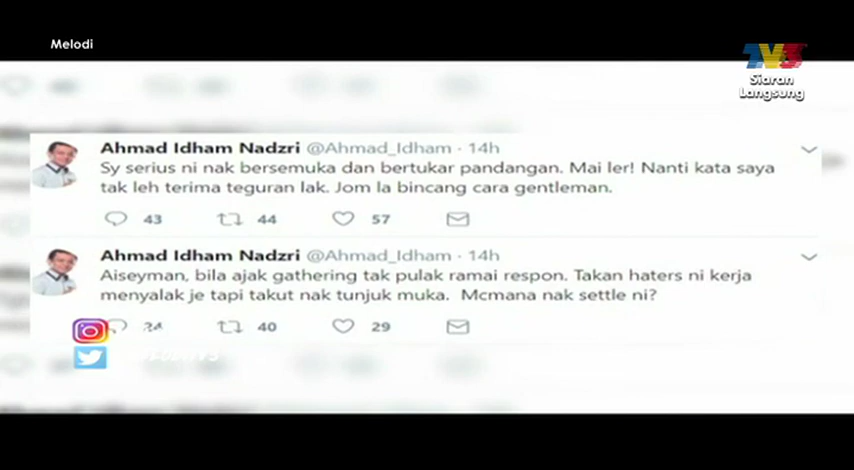 Melodi
TV3
Siaran
Langsung
Ahmad Idham Nadzri @Ahmad_Idham · 14h
Sy serius ni nak bersemuka dan bertukar pandangan. Mai ler! Nanti kata saya
tak leh terima teguran lak. Jom la bincang cara gentleman.
43 44 57
Ahmad Idham Nadzri @Ahmad_Idham · 14h
Aiseyman, bila ajak gathering tak pulak ramai respon. Takan haters ni kerja
menyalak je tapi takut nak tunjuk muka. Mcmana nak settle ni?
40 29